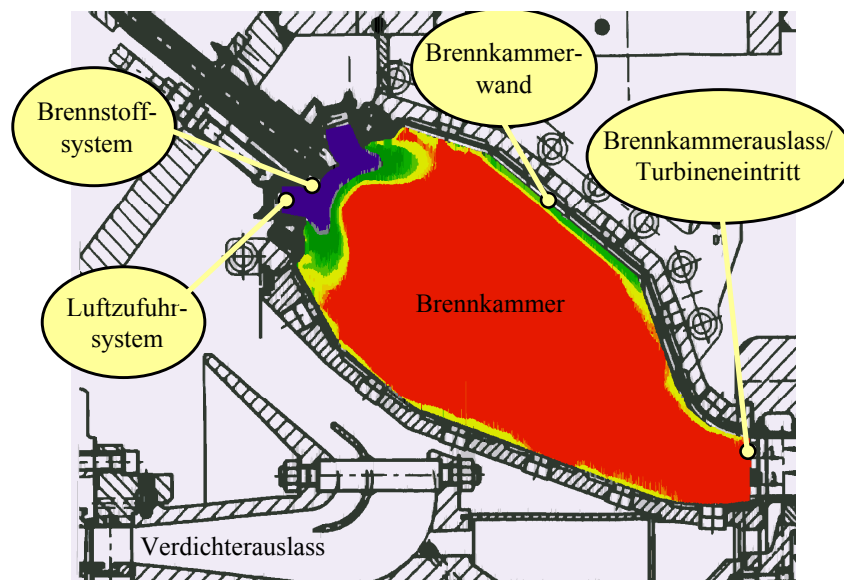 Brennkammer-
wand
Brennstoff-
system
Brennkammerauslass/
Turbineneintritt
Luftzufuhr-
system
Brennkammer
Verdichterauslass